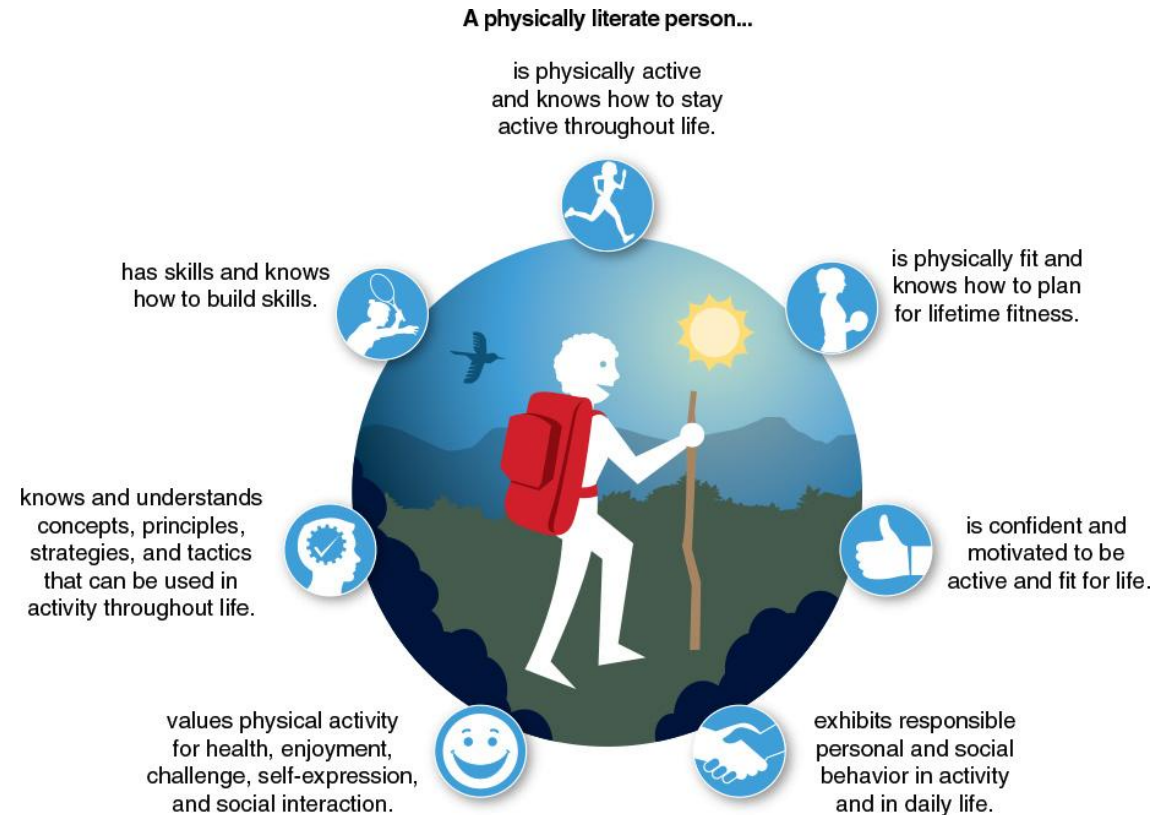 A physically literate person...
is physically active
and knows how to stay
active throughout life.
is physically fit and
knows how to plan
for lifetime fitness.
is confident and
motivated to be
active and fit for life.
exhibits responsible
personal and social
behavior in activity
and in daily life.
values physical activity
for health, enjoyment,
challenge, self-expression,
and social interaction.
knows and understands
concepts, principles,
strategies, and tactics
that can be used in
activity throughout life.
has skills and knows
how to build skills.